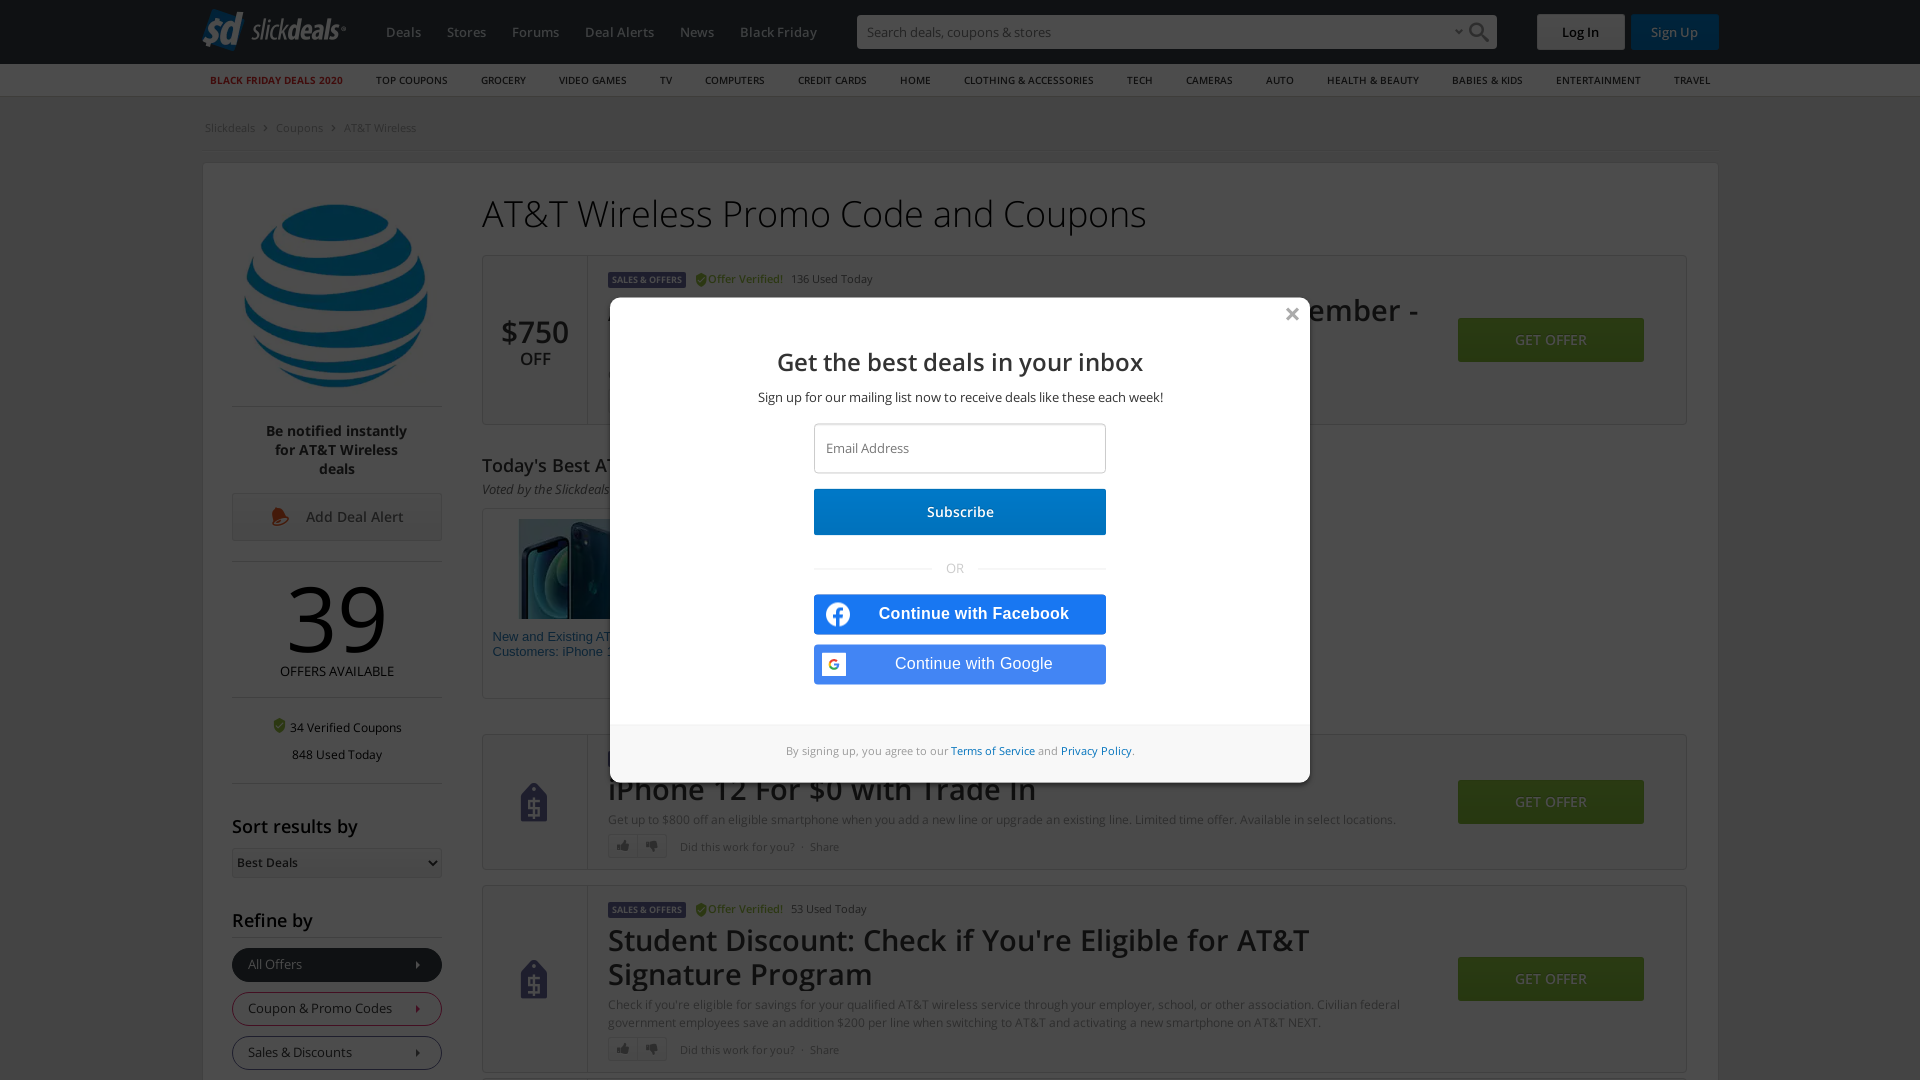 sd slickdeals
Deals Stores Forums Deal Alerts News Black Friday
Search deals, coupons & stores
Log In
Sign Up
BLACK FRIDAY DEALS 2020 TOP COUPONS GROCERY VIDEO GAMES TV COMPUTERS CREDIT CARDS HOME CLOTHING & ACCESSORIES TECH CAMERAS AUTO HEALTH & BEAUTY BABIES & KIDS ENTERTAINMENT TRAVEL
Slickdeals Coupons AT&T Wireless
AT&T Wireless Promo Code and Coupons
$750
OFF
SALES & OFFERS Offer Verified! 136 Used Today
ember -
GET OFFER
Be notified instantly
for AT&T Wireless
deals
Add Deal Alert
39
OFFERS AVAILABLE
34 Verified Coupons
848 Used Today
Sort results by
Best Deals
Refine by
All Offers
Coupon & Promo Codes
Sales & Discounts
Today's Best
Voted by the Slickdeals
New and Existing
Customers: iPhone
Get the best deals in your inbox
Sign up for our mailing list now to receive deals like these each week!
Email Address
Subscribe
OR
Continue with Facebook
Continue with Google
By signing up, you agree to our Terms of Service and Privacy Policy.
iPhone 12 For $0 with Trade In
Get up to $800 off an eligible smartphone when you add a new line or upgrade an existing line. Limited time offer. Available in select locations.
Did this work for you? · Share
GET OFFER
SALES & OFFERS Offer Verified! 53 Used Today
Student Discount: Check if You're Eligible for AT&T
Signature Program
Check if you're eligible for savings for your qualified AT&T wireless service through your employer, school, or other association. Civilian federal
government employees save an addition $200 per line when switching to AT&T and activating a new smartphone on AT&T NEXT.
Did this work for you? · Share
GET OFFER